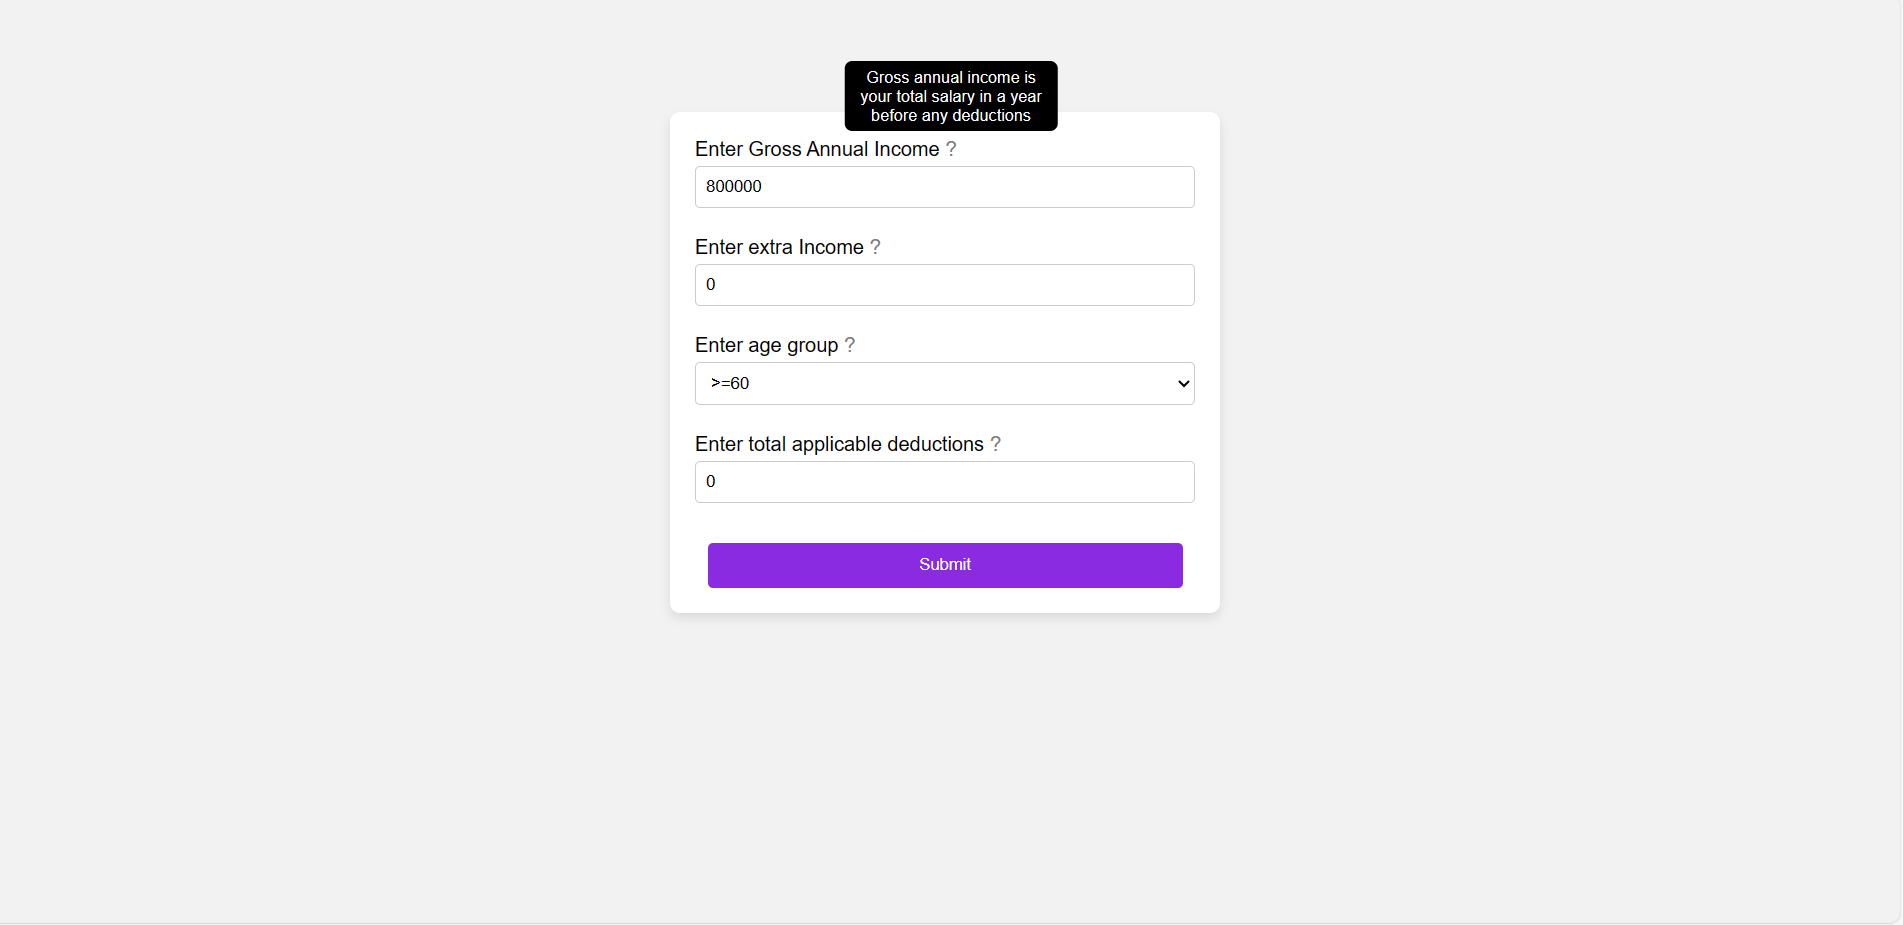 Gross annual income is
your total salary in a year
before any deductions
Enter Gross Annual Income ?
800000
Enter extra Income ?
0
Enter age group ?
>=60
Enter total applicable deductions ?
0
Submit